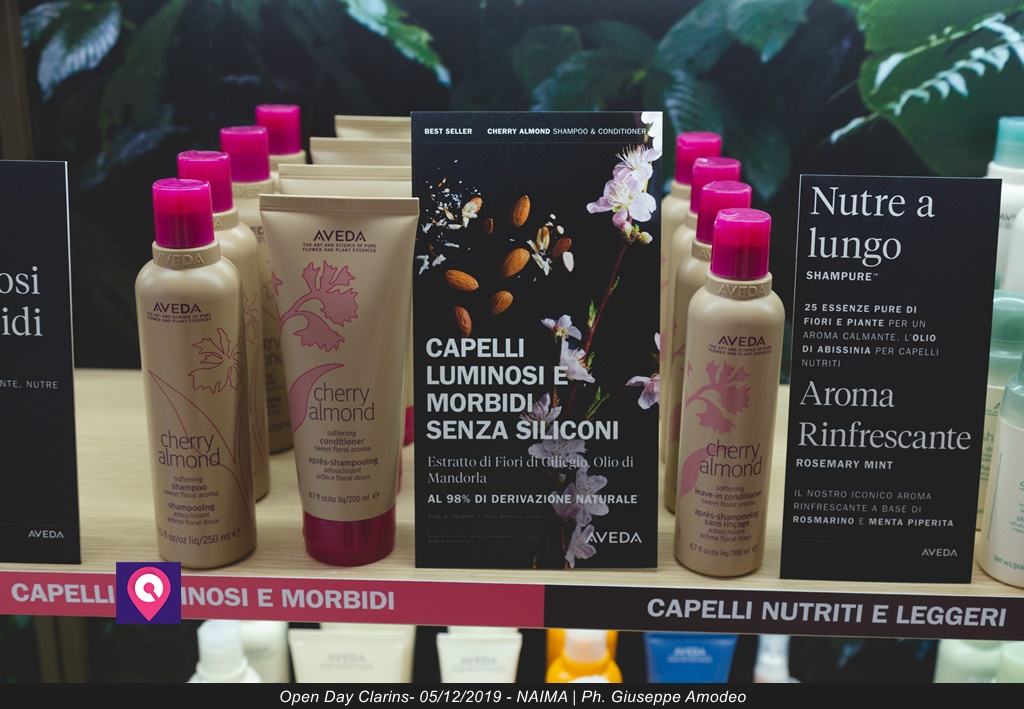 osi
idi
NTE, NUTRE
AVEDA
AVEDA
THE ART AND SCIENCE OF PURE
FLOWER AND PLANT ESSENCES
cherry
almond
softening
shampoo
sweet floral aroma
shampooing
adoucissant
arôme floral doux
fl oz/oz liq/250 ml e
AVEDA
THE ART AND SCIENCE OF PURE
FLOWER AND PLANT ESSENCES
cherry
almond
softening
conditioner
sweet floral aroma
après-shampooing
adoucissant
arôme floral doux
6.7 fl oz/oz liq/200 ml e
BEST SELLER CHERRY ALMOND SHAMPOO & CONDITIONER
CAPELLI
LUMINOSI E
MORBIDI
SENZA SILICONI
Estratto di Fiori di Ciliegio, Olio di
Mandorla
AL 98% DI DERIVAZIONE NATURALE
AVEDA
AVEDA
AVEDA
THE ART AND SCIENCE OF PURE
FLOWER AND PLANT ESSENCES
cherry
almond
softening
leave-in conditioner
sweet floral aroma
après-shampooing
sans rinçage
adoucissant
arôme floral doux
6.7 fl oz/oz liq/200 ml e
Nutre a
lungo
SHAMPURE™
25 ESSENZE PURE DI
FIORI E PIANTE PER UN
AROMA CALMANTE. L'OLIO
DI ABISSINIA PER CAPELLI
NUTRITI
Aroma
Rinfrescante
ROSEMARY MINT
IL NOSTRO ICONICO AROMA
RINFRESCANTE A BASE DI
ROSMARINO E MENTA PIPERITA
AVEDA
CAPELLI INOSI E MORBIDI
CAPELLI NUTRITI E LEGGERI
AVEDA
AVEDA
AVEDA
Open Day Clarins- 05/12/2019 - NAIMA | Ph. Giuseppe Amodeo